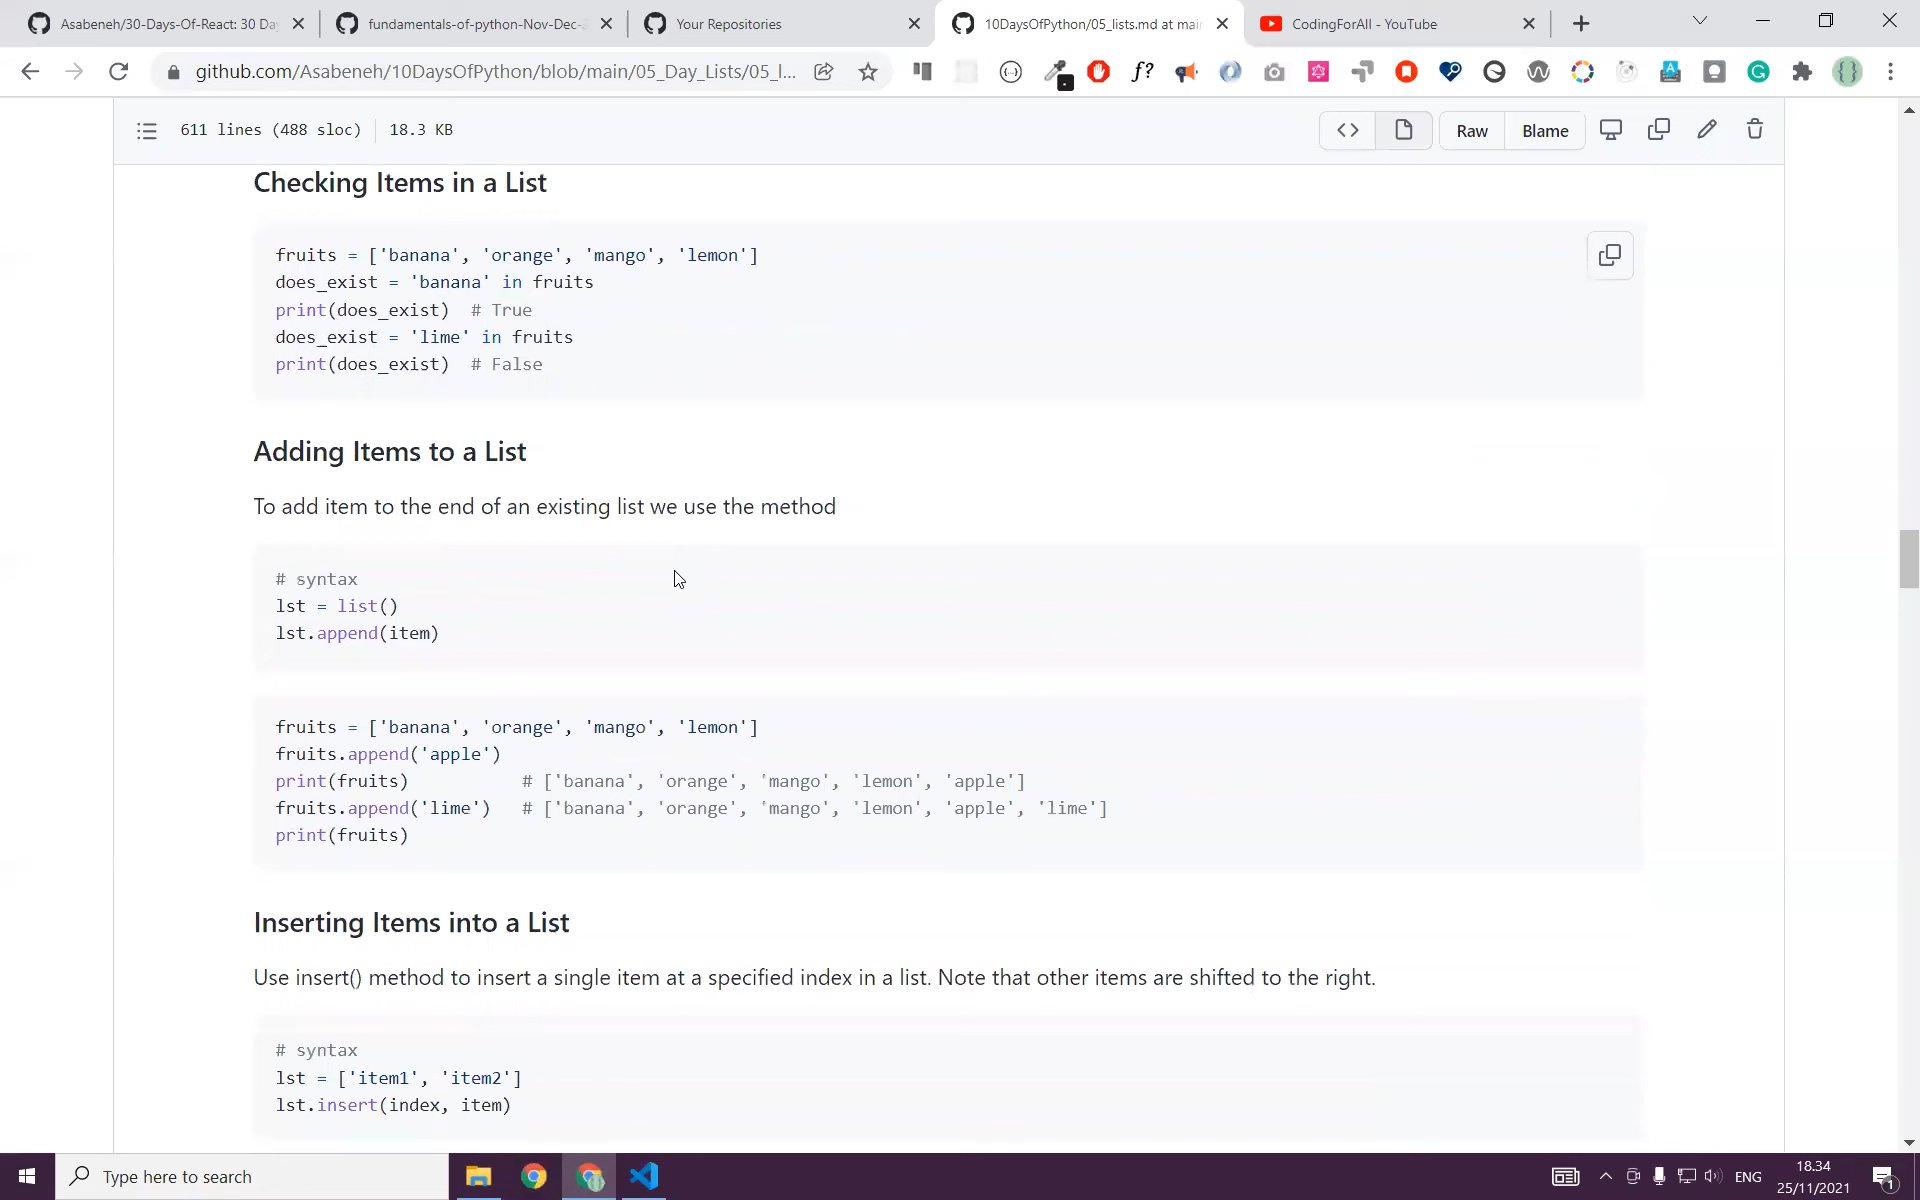 Asabeneh/30-Days-Of-React: 30 Da
fundamentals-of-python-Nov-Dec-
Your Repositories
10DaysOfPython/05_lists.md at mai
CodingForAll - YouTube
github.com/Asabeneh/10DaysOfPython/blob/main/05_Day_Lists/05_l...
611 lines (488 sloc) 18.3 KB
Raw
Blame
Checking Items in a List
fruits = ['banana', 'orange', 'mango', 'lemon']
does_exist = 'banana' in fruits
print(does_exist)  # True
does_exist = 'lime' in fruits
print(does_exist)  # False
Adding Items to a List
To add item to the end of an existing list we use the method
# syntax
lst = list()
lst.append(item)
fruits = ['banana', 'orange', 'mango', 'lemon']
fruits.append('apple')
print(fruits)           # ['banana', 'orange', 'mango', 'lemon', 'apple']
fruits.append('lime')   # ['banana', 'orange', 'mango', 'lemon', 'apple', 'lime']
print(fruits)
Inserting Items into a List
Use insert() method to insert a single item at a specified index in a list. Note that other items are shifted to the right.
# syntax
lst = ['item1', 'item2']
lst.insert(index, item)
Type here to search
ENG
18.34
25/11/2021
1